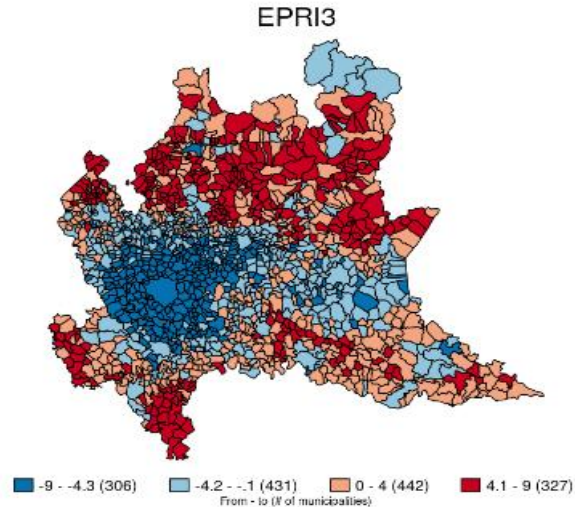 EPRI3
-9 - -4.3 (306) -4.2 - -.1 (431) 0 - 4 (442) 4.1 - 9 (327)
From - to (# of municipalities)